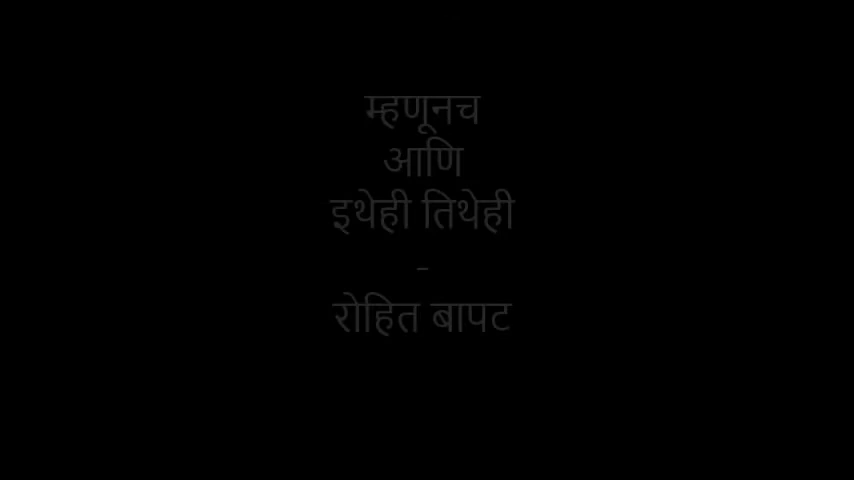 म्हणूनच
आणि
इथेही तिथेही
-
रोहित बापट